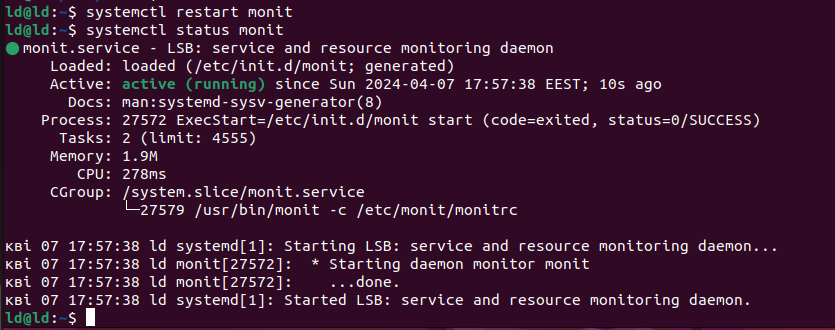 ld@ld:~$ systemctl restart monit
ld@ld:~$ systemctl status monit
● monit.service - LSB: service and resource monitoring daemon
     Loaded: loaded (/etc/init.d/monit; generated)
     Active: active (running) since Sun 2024-04-07 17:57:38 EEST; 10s ago
       Docs: man:systemd-sysv-generator(8)
    Process: 27572 ExecStart=/etc/init.d/monit start (code=exited, status=0/SUCCESS)
      Tasks: 2 (limit: 4555)
     Memory: 1.9M
        CPU: 278ms
     CGroup: /system.slice/monit.service
             └─27579 /usr/bin/monit -c /etc/monit/monitrc

кві 07 17:57:38 ld systemd[1]: Starting LSB: service and resource monitoring daemon...
кві 07 17:57:38 ld monit[27572]:  * Starting daemon monitor monit
кві 07 17:57:38 ld monit[27572]:    ...done.
кві 07 17:57:38 ld systemd[1]: Started LSB: service and resource monitoring daemon.
ld@ld:~$